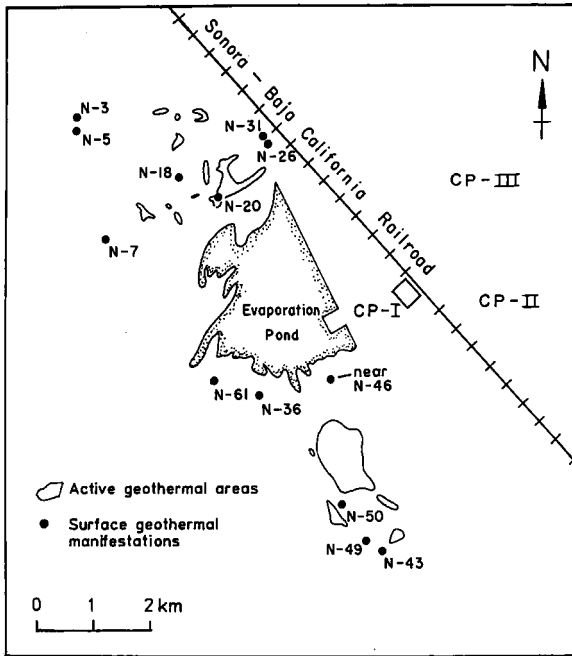 Sonora - Baja California Railroad
N
N-3
N-5
N-31
N-26
N-18
N-20
CP-III
N-7
CP-II
CP-I
Evaporation
Pond
near
N-46
N-61
N-36
Active geothermal areas
Surface geothermal
manifestations
N-50
N-49
N-43
0 1 2 km